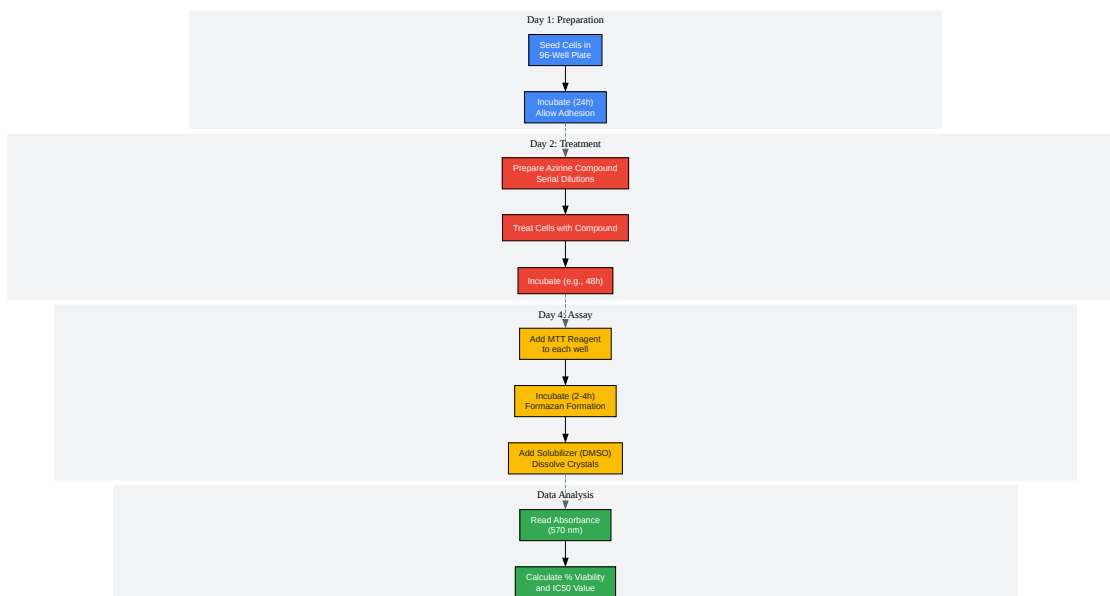 Day 1: Preparation
Seed Cells in
96-Well Plate
Incubate (24h)
Allow Adhesion
Day 2: Treatment
Prepare Azirine Compound
Serial Dilutions
Treat Cells with Compound
Incubate (e.g., 48h)
Day 4: Assay
Add MTT Reagent
to each well
Incubate (2-4h)
Formazan Formation
Add Solubilizer (DMSO)
Dissolve Crystals
Data Analysis
Read Absorbance
(570 nm)
Calculate % Viability
and IC50 Value